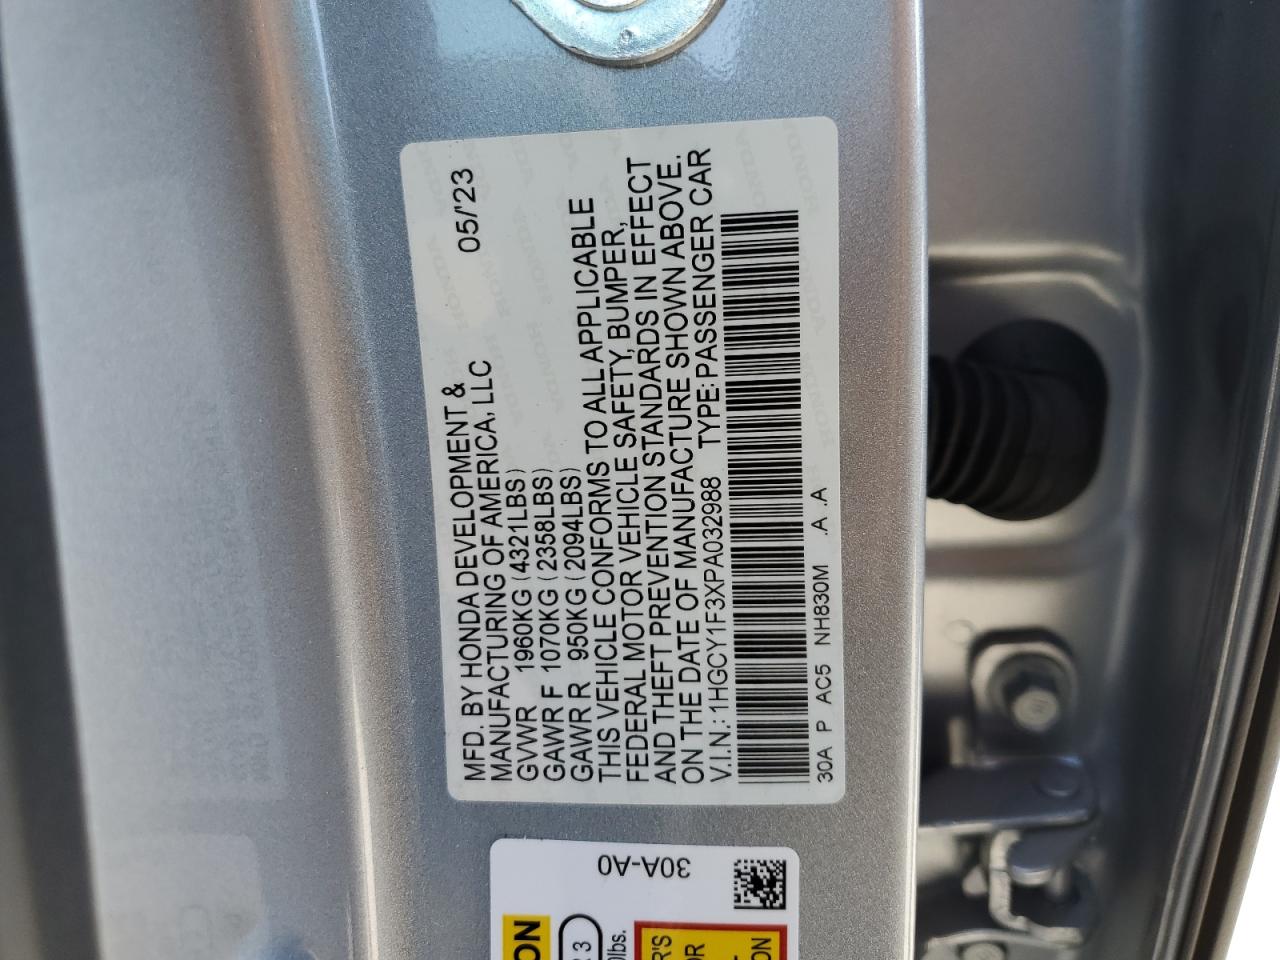 MFD. BY HONDA DEVELOPMENT &
MANUFACTURING OF AMERICA, LLC 05/'23
GVWR 1960KG (4321LBS)
GAWR F 1070KG (2358LBS)
GAWR R 950KG (2094LBS)
THIS VEHICLE CONFORMS TO ALL APPLICABLE
FEDERAL MOTOR VEHICLE SAFETY, BUMPER,
AND THEFT PREVENTION STANDARDS IN EFFECT
ON THE DATE OF MANUFACTURE SHOWN ABOVE.
V.I.N.: 1HGCY1F3XPA032988 TYPE: PASSENGER CAR
30A P AC5 NH830M .A .A
30A-A0